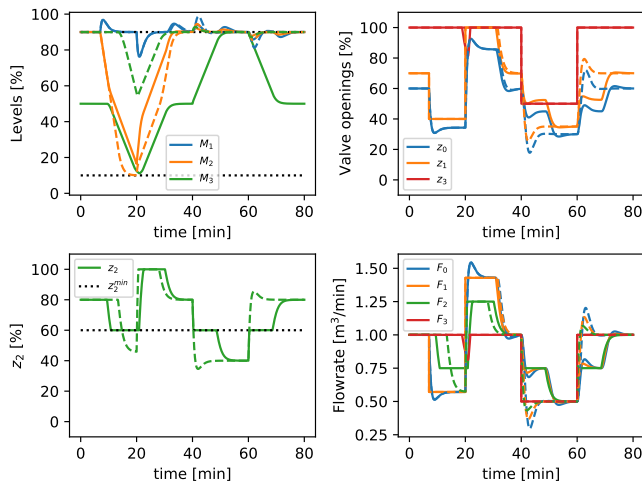 100
80
60
40
20
0
Levels [%]
M1
M2
M3
0 20 40 60 80
time [min]
100
80
60
40
20
0
Valve openings [%]
z0
z1
z3
0 20 40 60 80
time [min]
100
80
60
40
20
0
z2 [%]
z2
z2^min
0 20 40 60 80
time [min]
1.50
1.25
1.00
0.75
0.50
0.25
Flowrate [m³/min]
F0
F1
F2
F3
0 20 40 60 80
time [min]